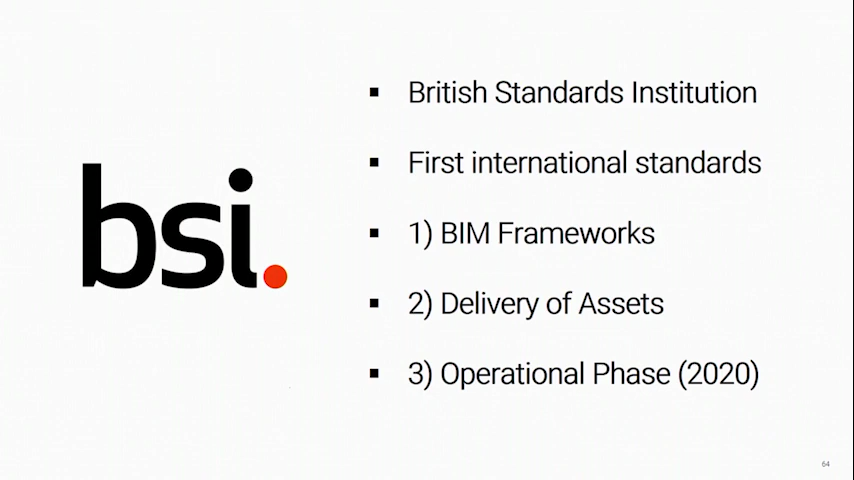 bsi.
British Standards Institution
First international standards
1) BIM Frameworks
2) Delivery of Assets
3) Operational Phase (2020)
64